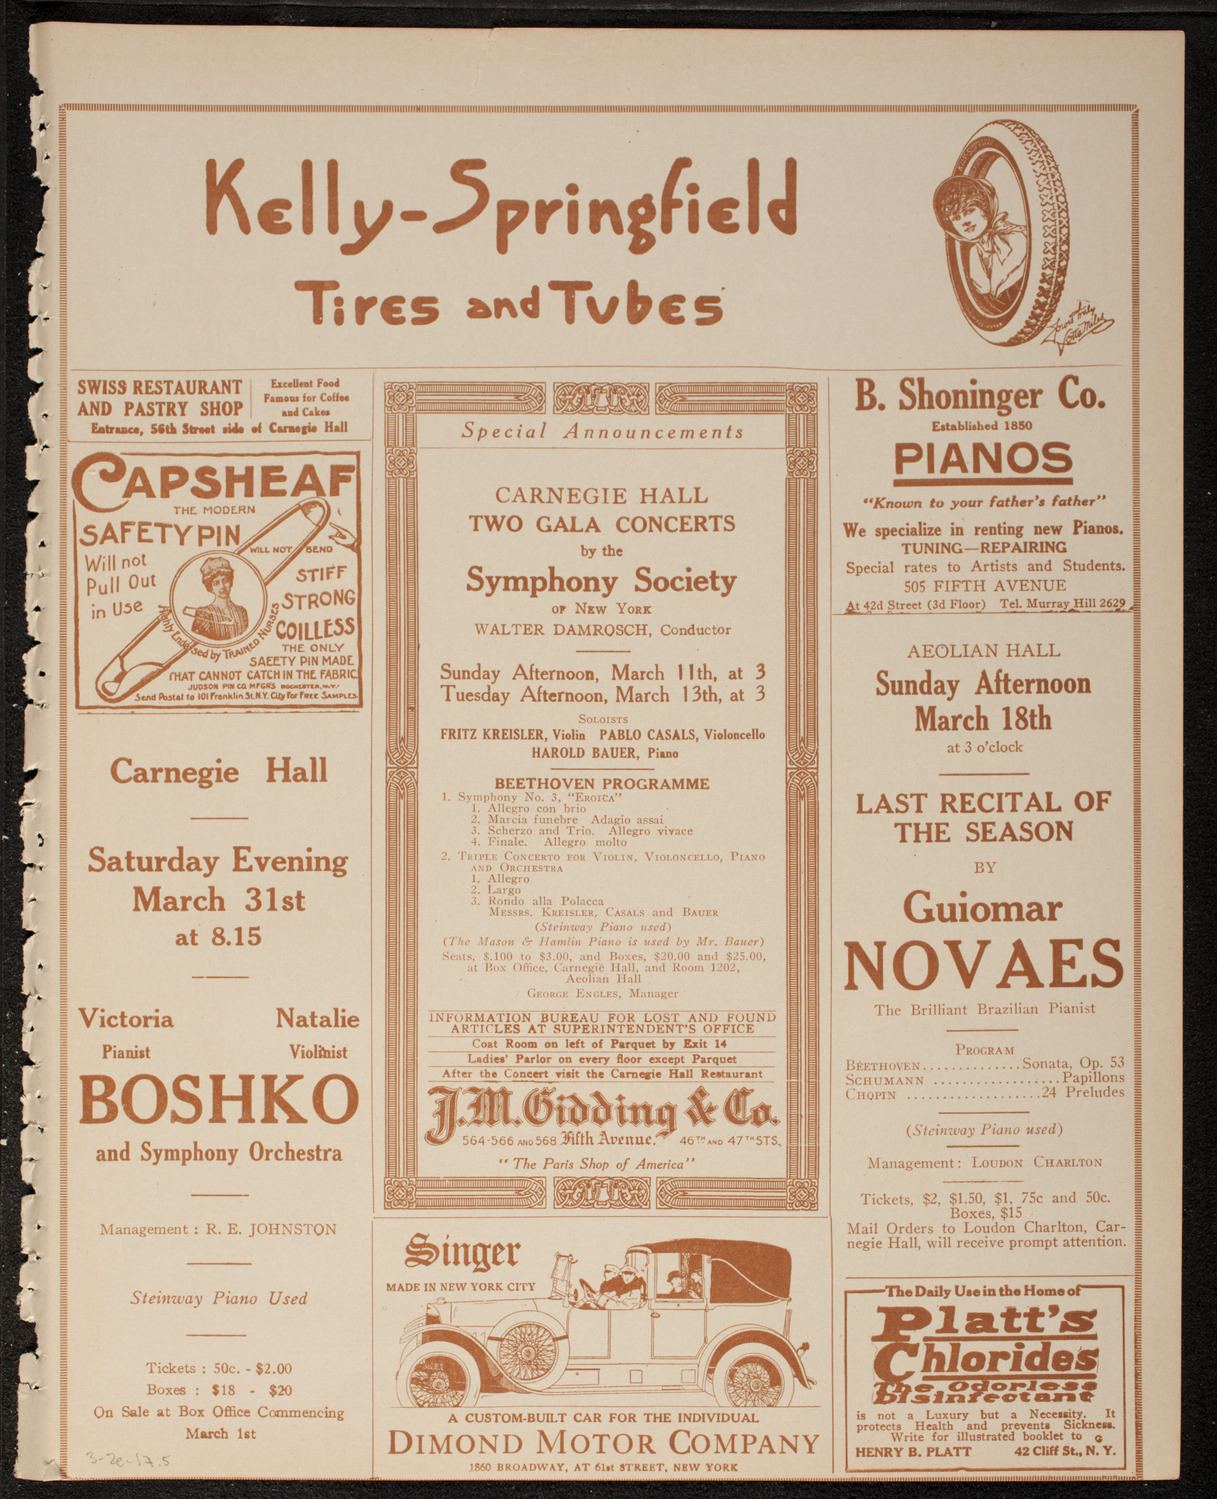 Kelly-Springfield
Tires and Tubes
Yours truly
Lotta Miles
SWISS RESTAURANT
AND PASTRY SHOP
Excellent Food
Famous for Coffee
and Cakes
Entrance, 56th Street side of Carnegie Hall
CAPSHEAF
THE MODERN
SAFETY PIN
WILL NOT BEND
Will not
Pull Out
in Use
STIFF
STRONG
COILLESS
Highly Endorsed by TRAINED NURSES
THE ONLY
SAFETY PIN MADE
THAT CANNOT CATCH IN THE FABRIC
JUDSON PIN CO. MFGRS ROCHESTER, N.Y.
Send Postal to 101 Franklin St. N.Y. City for FREE SAMPLES.
Carnegie Hall
Saturday Evening
March 31st
at 8.15
Victoria Natalie
Pianist Violinist
BOSHKO
and Symphony Orchestra
Management : R. E. JOHNSTON
Steinway Piano Used
Tickets : 50c. - $2.00
Boxes : $18 - $20
On Sale at Box Office Commencing
March 1st
Special Announcements
CARNEGIE HALL
TWO GALA CONCERTS
by the
Symphony Society
OF NEW YORK
WALTER DAMROSCH, Conductor
Sunday Afternoon, March 11th, at 3
Tuesday Afternoon, March 13th, at 3
SOLOISTS
FRITZ KREISLER, Violin PABLO CASALS, Violoncello
HAROLD BAUER, Piano
BEETHOVEN PROGRAMME
1. Symphony No. 3, "EROICA"
1. Allegro con brio
2. Marcia funebre Adagio assai
3. Scherzo and Trio. Allegro vivace
4. Finale. Allegro molto
2. TRIPLE CONCERTO FOR VIOLIN, VIOLONCELLO, PIANO
AND ORCHESTRA
1. Allegro
2. Largo
3. Rondo alla Polacca
MESSRS. KREISLER, CASALS and BAUER
(Steinway Piano used)
(The Mason & Hamlin Piano is used by Mr. Bauer)
Seats, $.100 to $3.00, and Boxes, $20.00 and $25.00,
at Box Office, Carnegie Hall, and Room 1202,
Aeolian Hall
GEORGE ENGLES, Manager
INFORMATION BUREAU FOR LOST AND FOUND
ARTICLES AT SUPERINTENDENT'S OFFICE
Coat Room on left of Parquet by Exit 14
Ladies' Parlor on every floor except Parquet
After the Concert visit the Carnegie Hall Restaurant
J.M. Gidding & Co.
564-566 AND 568 Fifth Avenue. 46TH AND 47TH STS.
"The Paris Shop of America"
Singer
MADE IN NEW YORK CITY
A CUSTOM-BUILT CAR FOR THE INDIVIDUAL
DIMOND MOTOR COMPANY
1860 BROADWAY, AT 61st STREET, NEW YORK
B. Shoninger Co.
Established 1850
PIANOS
"Known to your father's father"
We specialize in renting new Pianos.
TUNING—REPAIRING
Special rates to Artists and Students.
505 FIFTH AVENUE
At 42d Street (3d Floor) Tel. Murray Hill 2629
AEOLIAN HALL
Sunday Afternoon
March 18th
at 3 o'clock
LAST RECITAL OF
THE SEASON
BY
Guiomar
NOVAES
The Brilliant Brazilian Pianist
PROGRAM
BEETHOVEN..............Sonata, Op. 53
SCHUMANN ..................Papillons
CHOPIN ...................24 Preludes
(Steinway Piano used)
Management: LOUDON CHARLTON
Tickets, $2, $1.50, $1, 75c and 50c.
Boxes, $15
Mail Orders to Loudon Charlton, Car-
negie Hall, will receive prompt attention.
The Daily Use in the Home of
Platt's
Chlorides
The Odorless
Disinfectant
is not a Luxury but a Necessity. It
protects Health and prevents Sickness.
Write for illustrated booklet to G
HENRY B. PLATT 42 Cliff St., N. Y.